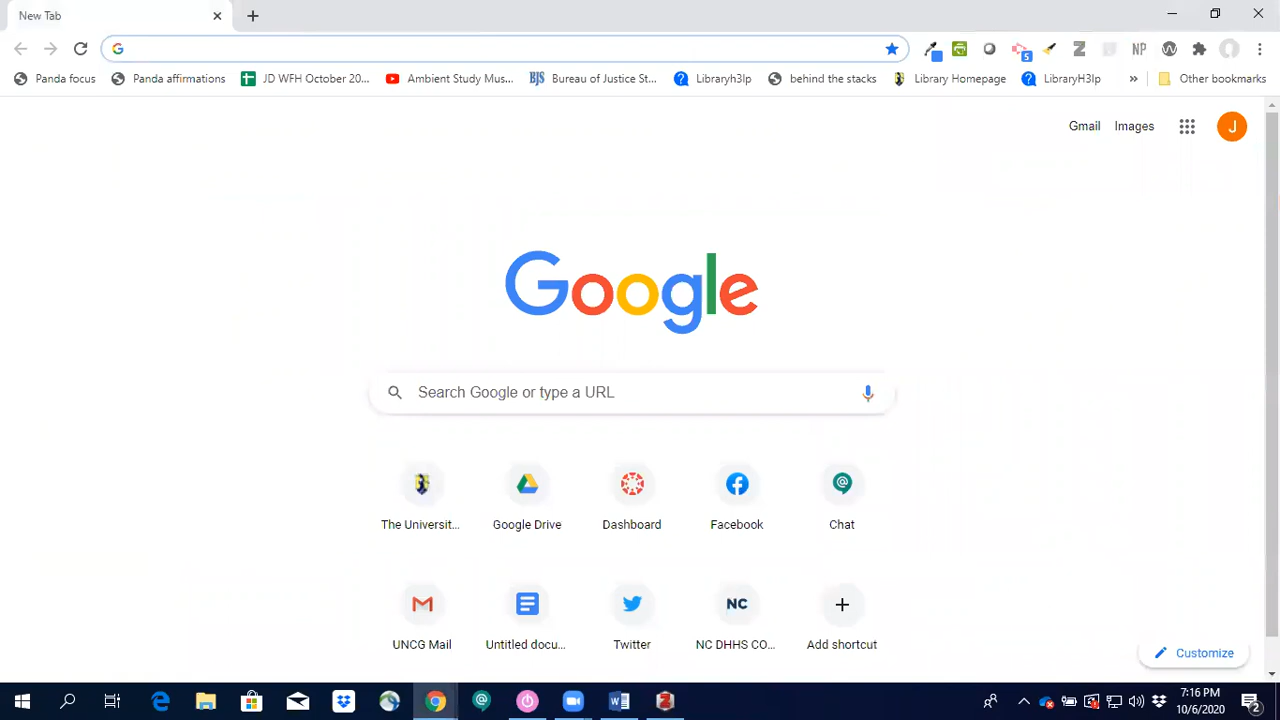 New Tab
Panda focus
Panda affirmations
JD WFH October 20...
Ambient Study Mus...
BJS Bureau of Justice St...
LibraryH3lp
behind the stacks
Library Homepage
LibraryH3lp
»
Other bookmarks
Gmail
Images
J
Google
Search Google or type a URL
The Universit...
Google Drive
Dashboard
Facebook
Chat
NC
UNCG Mail
Untitled docu...
Twitter
NC DHHS CO...
Add shortcut
Customize
7:16 PM
10/6/2020
2